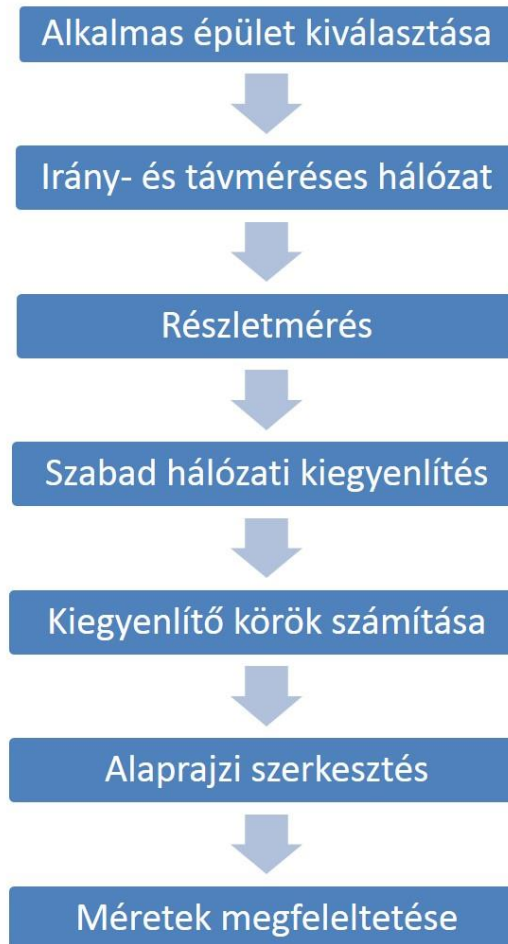 Alkalmas épület kiválasztása
Irány- és távméréses hálózat
Részletmérés
Szabad hálózati kiegyenlítés
Kiegyenlítő körök számítása
Alaprajzi szerkesztés
Méretek megfeleltetése